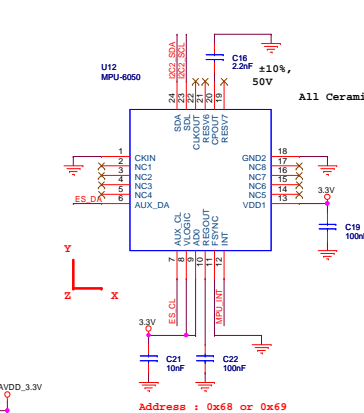 I2C2_SDA
I2C2_SCL
C16
2.2nF
±10%,
50V
U12
MPU-6050
All Cerami
24 23 22 21 20 19
SDA
SDL
CLKOUT
RESV6
CPOUT
RESV7
1 CKIN
2 NC1
3 NC2
4 NC3
5 NC4
ES_DA 6 AUX_DA
GND2 18
NC8 17
NC7 16
NC6 15
NC5 14
VDD1 13
3.3V
C19
100n
AUX_CL
VLOGIC
AD0
REGOUT
FSYNC
INT
7 8 9 10 11 12
Y
Z X
ES_CL
MPU_INT
3.3V
C21
10nF
C22
100nF
AVDD_3.3V
Address : 0x68 or 0x69